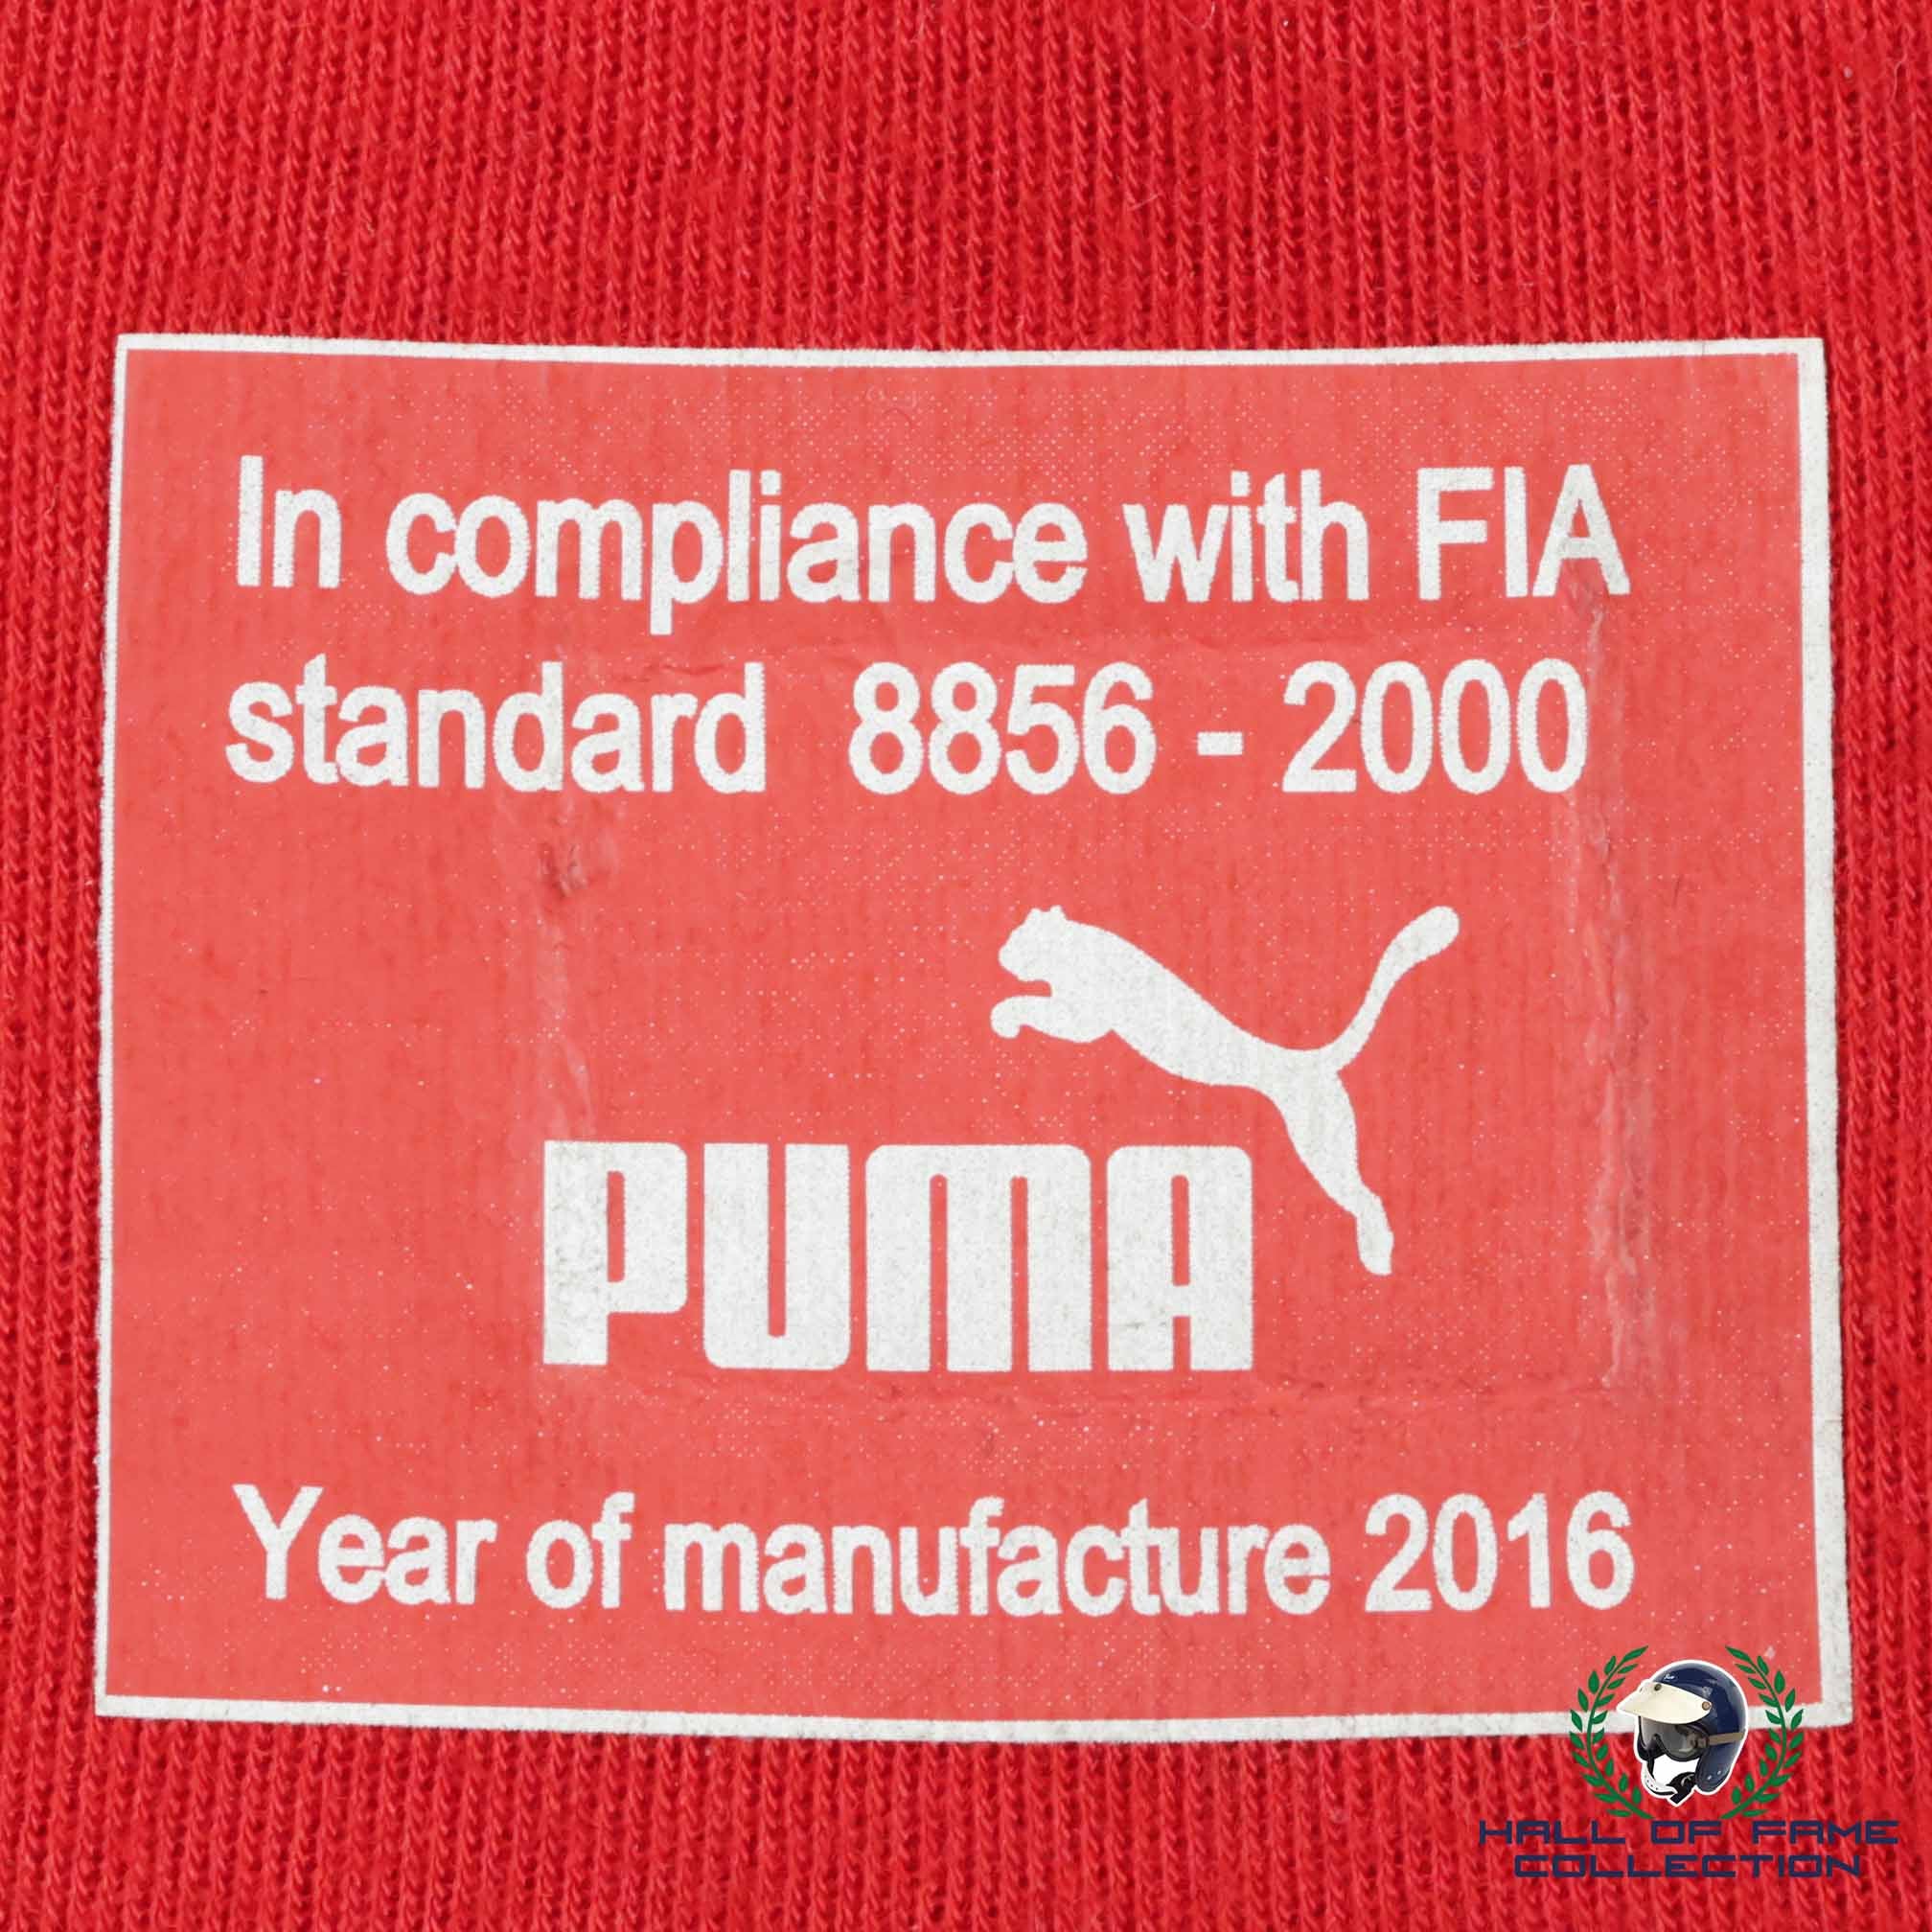 In compliance with FIA
standard 8856 - 2000
PUMA
Year of manufacture 2016
HALL OF FAME
COLLECTION